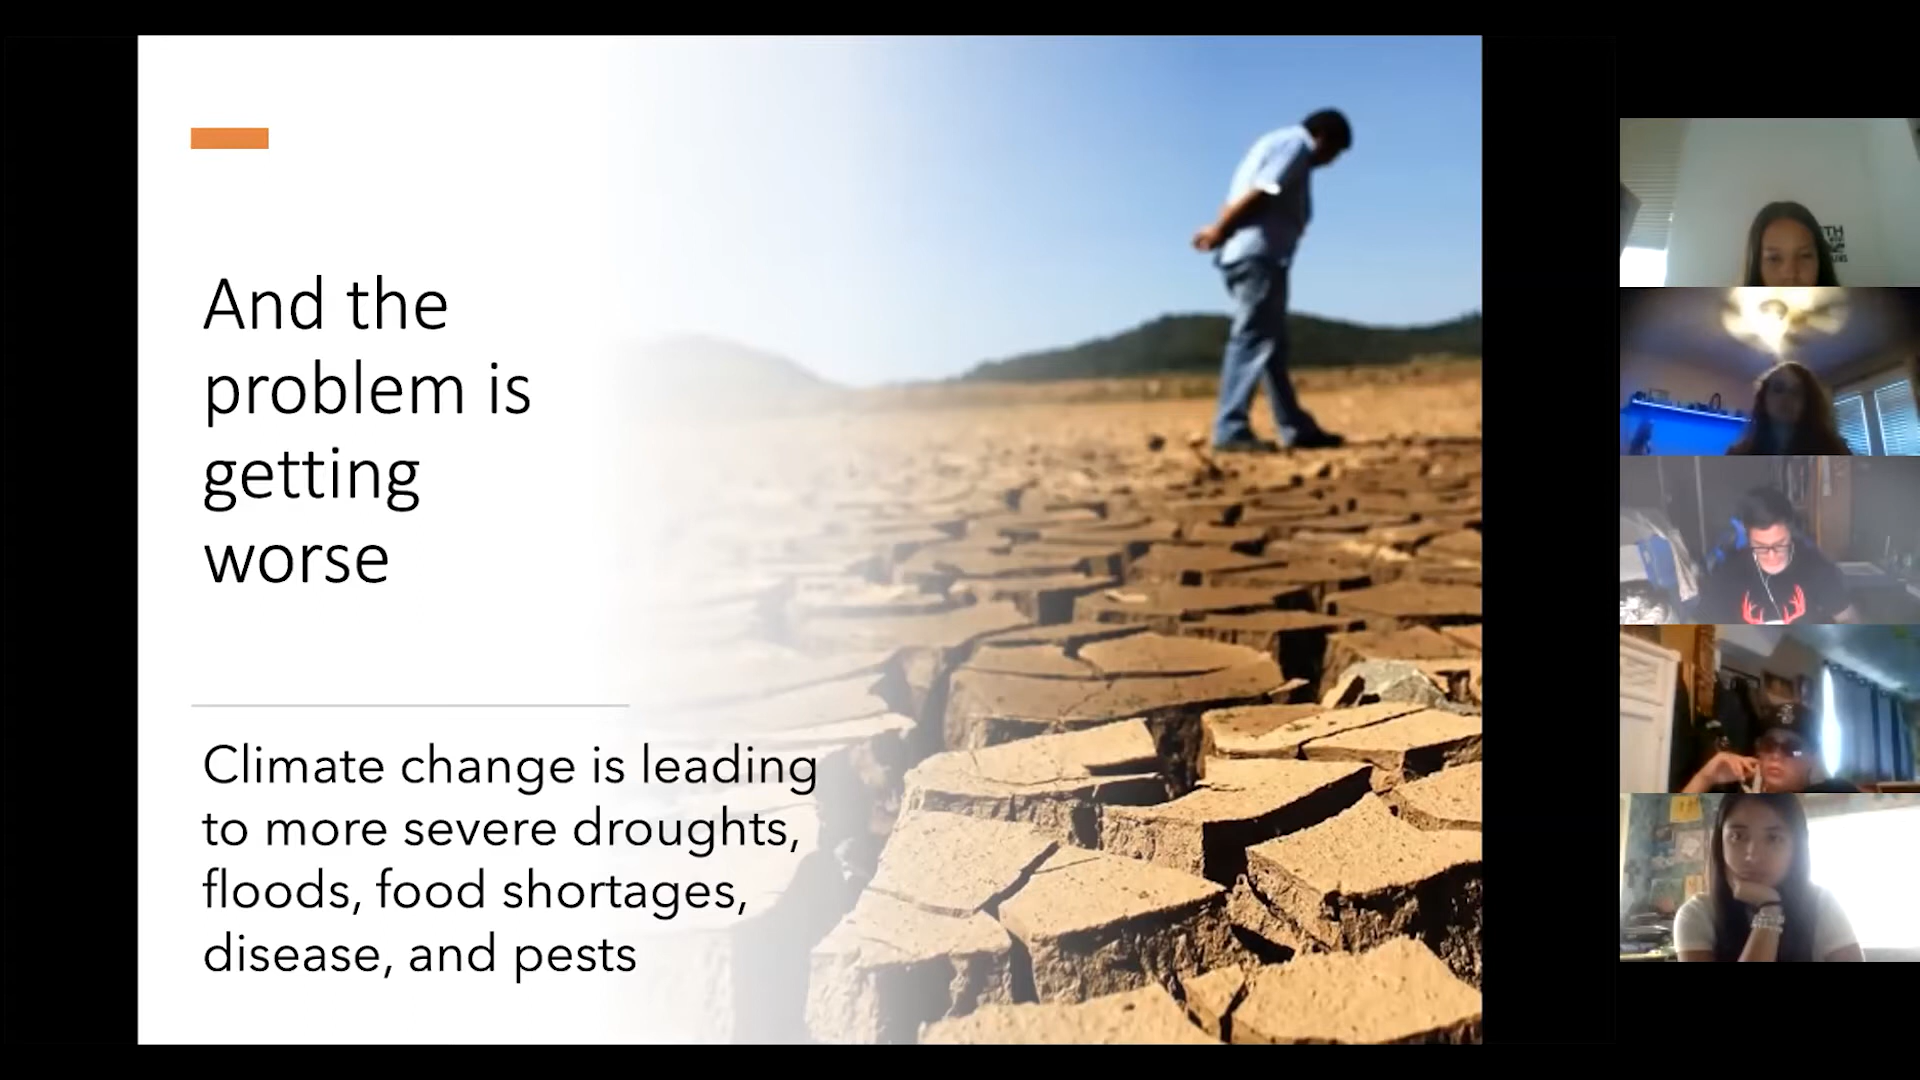 And the
problem is
getting
worse
Climate change is leading
to more severe droughts,
floods, food shortages,
disease, and pests